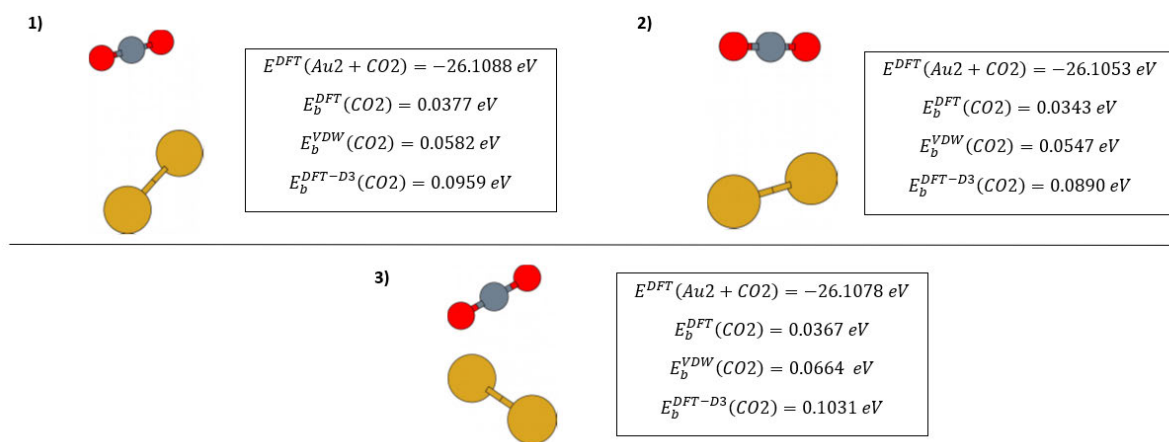 1)
E^{DFT}(Au2 + CO2) = −26.1088 eV
E_b^{DFT}(CO2) = 0.0377 eV
E_b^{VDW}(CO2) = 0.0582 eV
E_b^{DFT−D3}(CO2) = 0.0959 eV
2)
E^{DFT}(Au2 + CO2) = −26.1053 eV
E_b^{DFT}(CO2) = 0.0343 eV
E_b^{VDW}(CO2) = 0.0547 eV
E_b^{DFT−D3}(CO2) = 0.0890 eV
3)
E^{DFT}(Au2 + CO2) = −26.1078 eV
E_b^{DFT}(CO2) = 0.0367 eV
E_b^{VDW}(CO2) = 0.0664 eV
E_b^{DFT−D3}(CO2) = 0.1031 eV